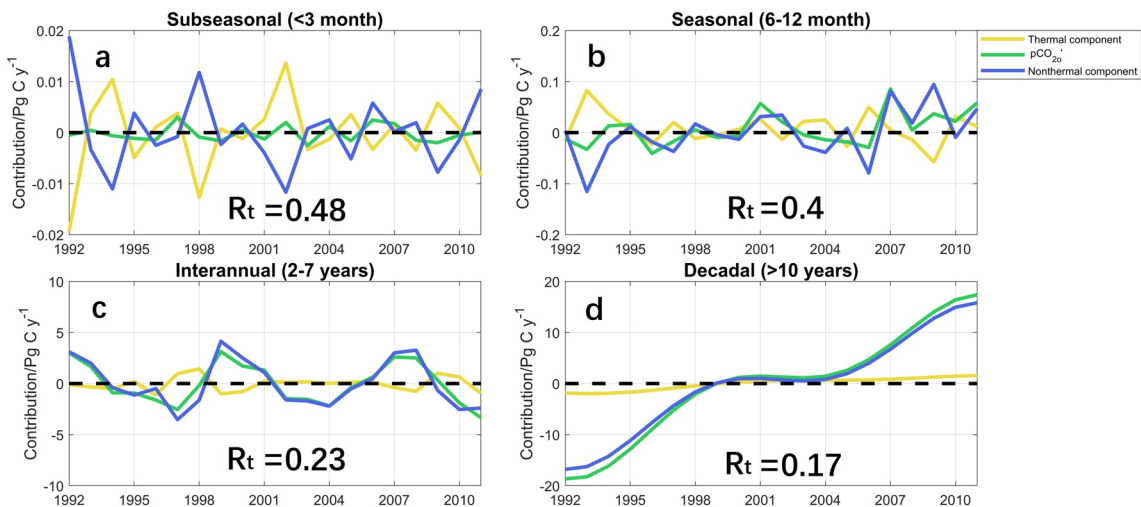 Subseasonal (<3 month)
Contribution/Pg C y-1
0.02
0.01
0
-0.01
-0.02
a
Rt =0.48
1992 1995 1998 2001 2004 2007 2010
Seasonal (6-12 month)
Contribution/Pg C y-1
0.2
0.1
0
-0.1
-0.2
b
Rt =0.4
1992 1995 1998 2001 2004 2007 2010
Thermal component
pCO2o'
Nonthermal component
Interannual (2-7 years)
Contribution/Pg C y-1
10
5
0
-5
-10
c
Rt =0.23
1992 1995 1998 2001 2004 2007 2010
Decadal (>10 years)
Contribution/Pg C y-1
20
10
0
-10
-20
d
Rt =0.17
1992 1995 1998 2001 2004 2007 2010